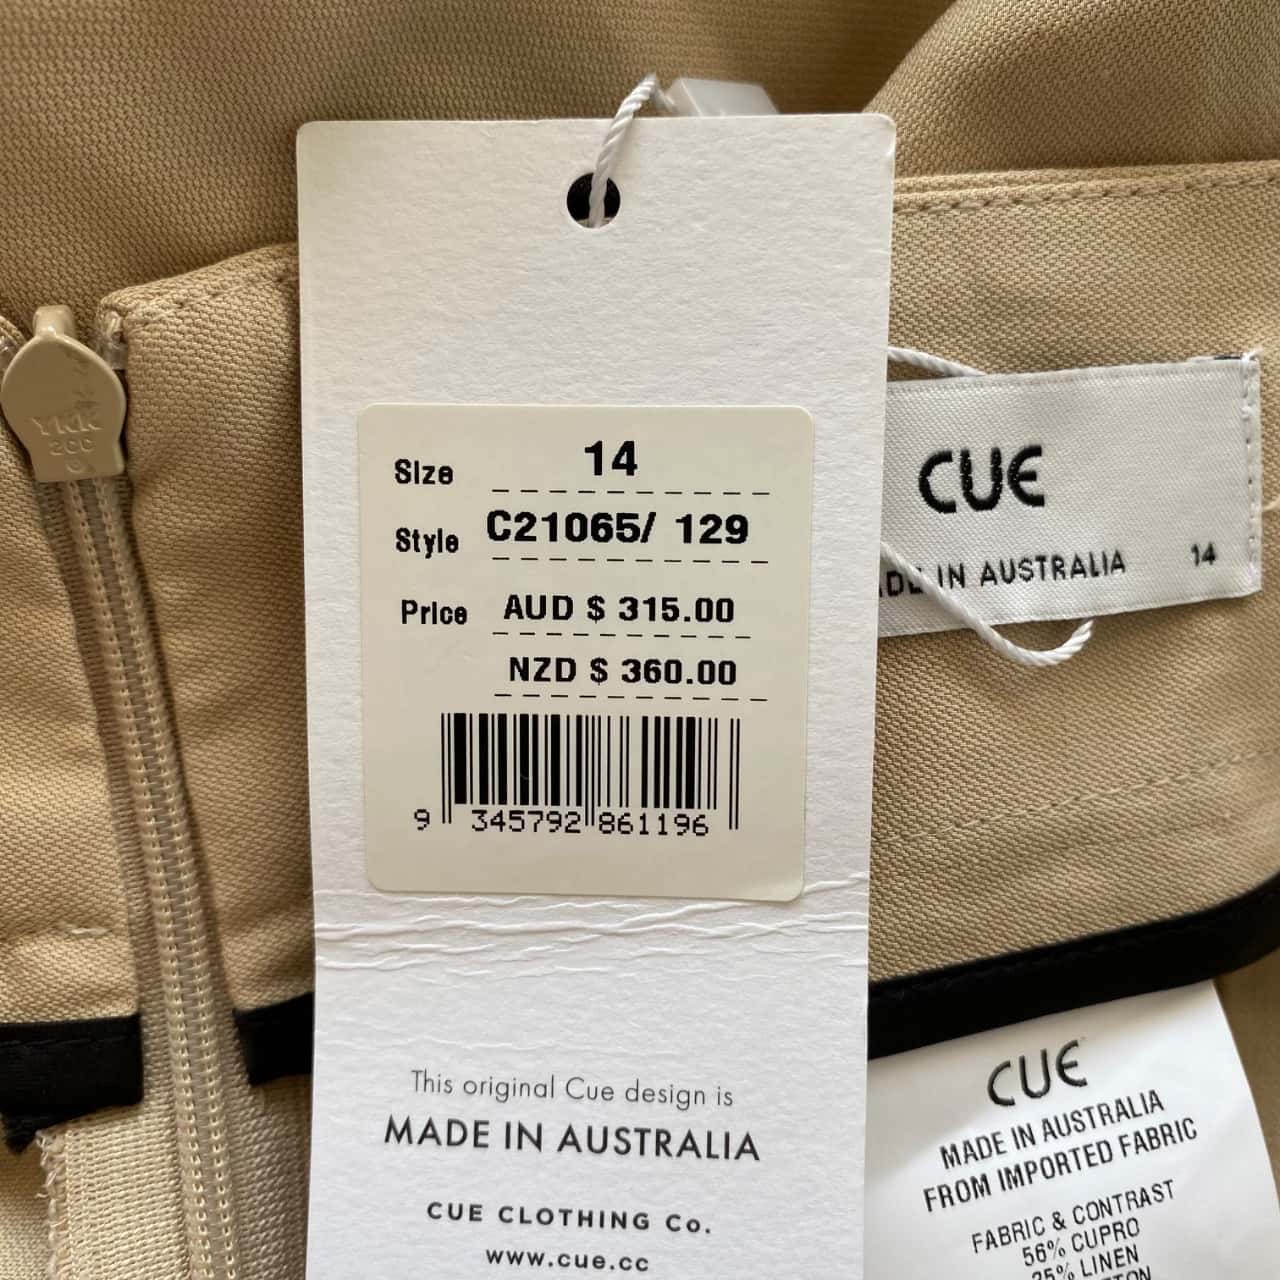 YKK
Size 14
Style C21065/ 129
Price AUD $ 315.00
NZD $ 360.00
9 345792 861196
This original Cue design is
MADE IN AUSTRALIA
CUE CLOTHING Co.
www.cue.cc
CUE
IN AUSTRALIA 14
CUE
MADE IN AUSTRALIA
FROM IMPORTED FABRIC
FABRIC & CONTRAST
56% CUPRO
LINEN